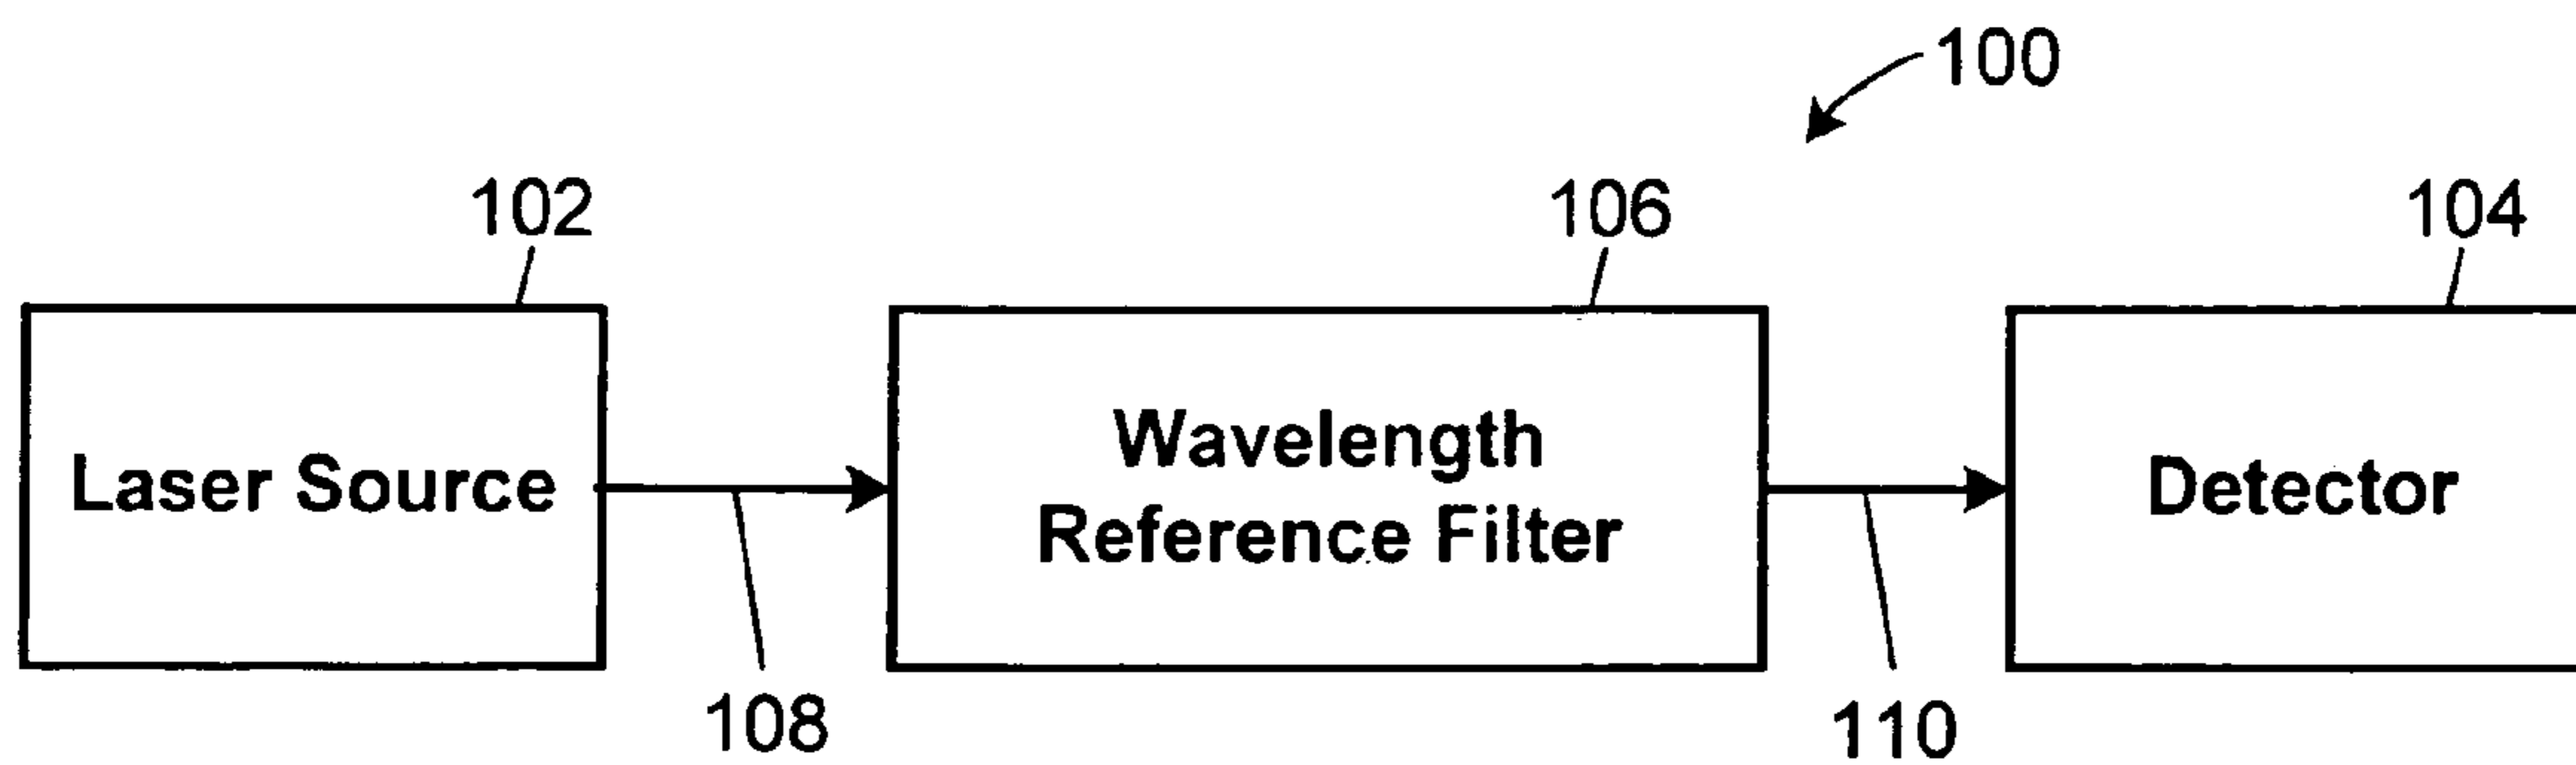 100
102
106
104
Laser Source
Wavelength
Reference Filter
Detector
108
110